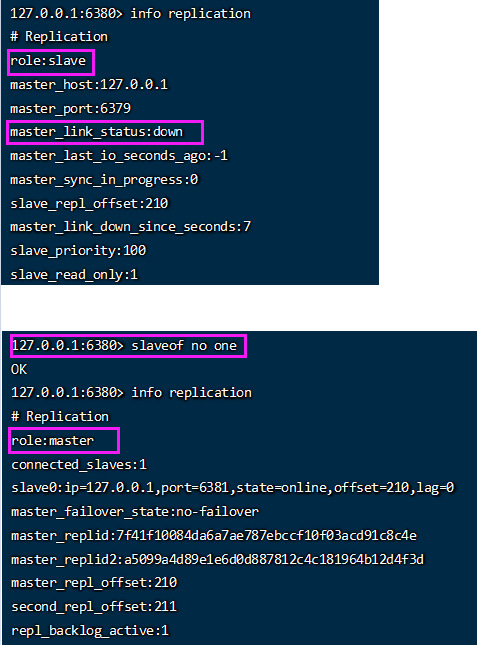 127.0.0.1:6380> info replication
# Replication
role:slave
master_host:127.0.0.1
master_port:6379
master_link_status:down
master_last_io_seconds_ago:-1
master_sync_in_progress:0
slave_repl_offset:210
master_link_down_since_seconds:7
slave_priority:100
slave_read_only:1
127.0.0.1:6380> slaveof no one
OK
127.0.0.1:6380> info replication
# Replication
role:master
connected_slaves:1
slave0:ip=127.0.0.1,port=6381,state=online,offset=210,lag=0
master_failover_state:no-failover
master_replid:7f41f10084da6a7ae787ebccf10f03acd91c8c4e
master_replid2:a5099a4d89e1e6d0d887812c4c181964b12d4f3d
master_repl_offset:210
second_repl_offset:211
repl_backlog_active:1